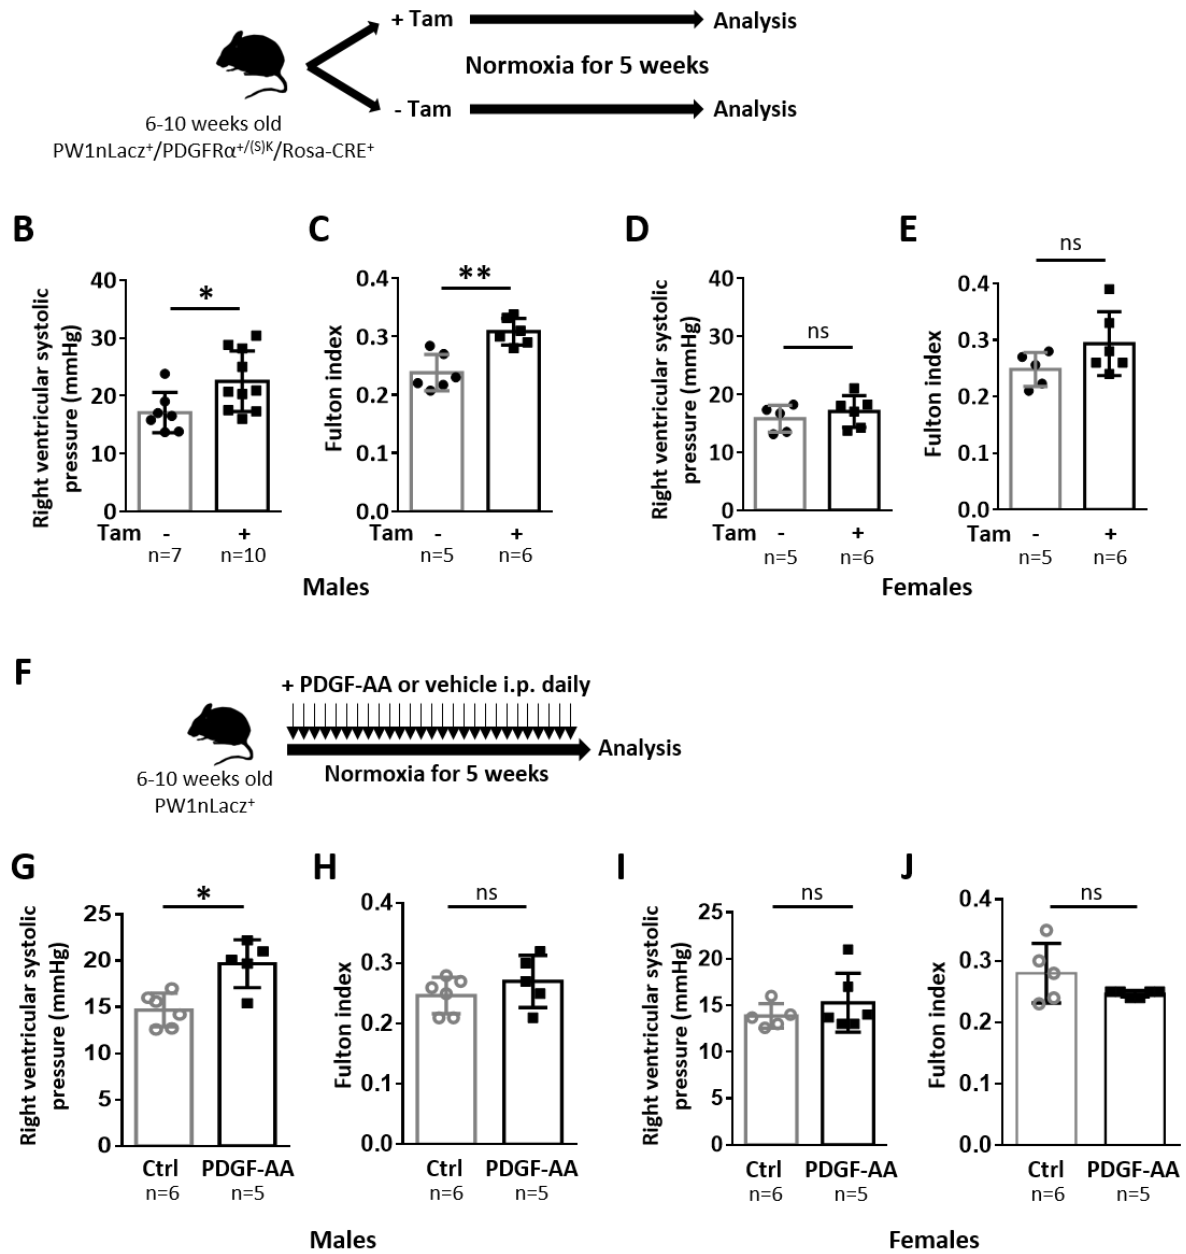 + Tam
Analysis
Normoxia for 5 weeks
- Tam
Analysis
6-10 weeks old
PW1nLacz⁺/PDGFRα⁺/⁽ˢ⁾ᴷ/Rosa-CRE⁺
B
Right ventricular systolic
pressure (mmHg)
40
30
20
10
0
*
Tam - +
n=7 n=10
C
Fulton index
0.4
0.3
0.2
0.1
0.0
**
- +
n=5 n=6
Males
D
Right ventricular systolic
pressure (mmHg)
40
30
20
10
0
ns
Tam - +
n=5 n=6
E
Fulton index
0.4
0.3
0.2
0.1
0.0
ns
Tam - +
n=5 n=6
Females
F
+ PDGF-AA or vehicle i.p. daily
Analysis
Normoxia for 5 weeks
6-10 weeks old
PW1nLacz⁺
G
Right ventricular systolic
pressure (mmHg)
25
20
15
10
5
0
*
Ctrl PDGF-AA
n=6 n=5
H
Fulton index
0.4
0.3
0.2
0.1
0.0
ns
Ctrl PDGF-AA
n=6 n=5
Males
I
Right ventricular systolic
pressure (mmHg)
25
20
15
10
5
0
ns
Ctrl PDGF-AA
n=6 n=5
J
Fulton index
0.4
0.3
0.2
0.1
0.0
ns
Ctrl PDGF-AA
n=6 n=5
Females